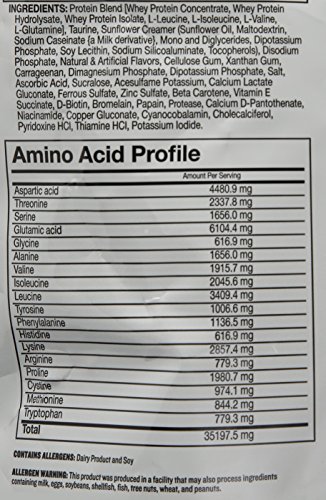 INGREDIENTS: Protein Blend [Whey Protein Concentrate, Whey Protein
Hydrolysate, Whey Protein Isolate, L-Leucine, L-Isoleucine, L-Valine,
L-Glutamine], Taurine, Sunflower Creamer (Sunflower Oil, Maltodextrin,
Sodium Caseinate {a Milk derivative}, Mono and Diglycerides, Dipotassium
Phosphate, Soy Lecithin, Sodium Silicoaluminate, Tocopherols), Disodium
Phosphate, Natural & Artificial Flavors, Cellulose Gum, Xanthan Gum,
Carrageenan, Dimagnesium Phosphate, Dipotassium Phosphate, Salt,
Ascorbic Acid, Sucralose, Acesulfame Potassium, Calcium Lactate
Gluconate, Ferrous Sulfate, Zinc Sulfate, Beta Carotene, Vitamin E
Succinate, D-Biotin, Bromelain, Papain, Protease, Calcium D-Pantothenate,
Niacinamide, Copper Gluconate, Cyanocobalamin, Cholecalciferol,
Pyridoxine HCl, Thiamine HCl, Potassium Iodide.
Amino Acid Profile
Amount Per Serving
Aspartic acid 4480.9 mg
Threonine 2337.8 mg
Serine 1656.0 mg
Glutamic acid 6104.4 mg
Glycine 616.9 mg
Alanine 1656.0 mg
Valine 1915.7 mg
Isoleucine 2045.6 mg
Leucine 3409.4 mg
Tyrosine 1006.6 mg
Phenylalanine 1136.5 mg
Histidine 616.9 mg
Lysine 2857.4 mg
Arginine 779.3 mg
Proline 1980.7 mg
Cysine 974.1 mg
Methionine 844.2 mg
Tryptophan 779.3 mg
Total 35197.5 mg
CONTAINS ALLERGENS: Dairy Product and Soy
ALLERGEN WARNING: This product was produced in a facility that may also process ingredients
containing milk, eggs, soybeans, shellfish, fish, tree nuts, wheat, and peanuts.